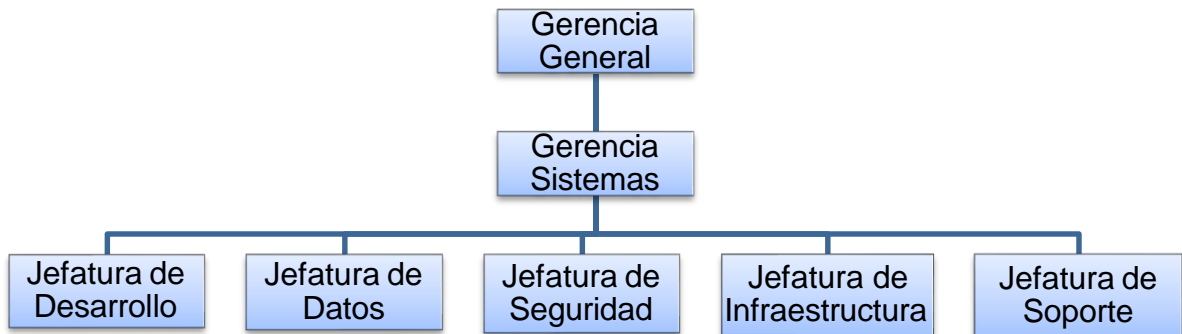 Gerencia
General
Gerencia
Sistemas
Jefatura de
Desarrollo
Jefatura de
Datos
Jefatura de
Seguridad
Jefatura de
Infraestructura
Jefatura de
Soporte